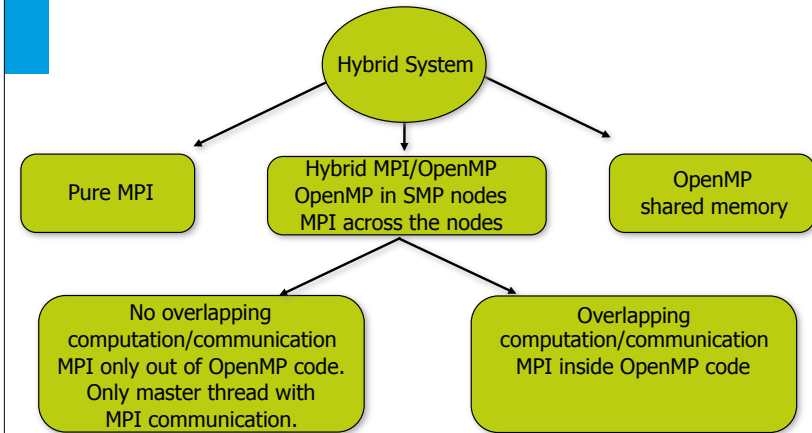 Hybrid System
Pure MPI
Hybrid MPI/OpenMP
OpenMP in SMP nodes
MPI across the nodes
OpenMP
shared memory
No overlapping
computation/communication
MPI only out of OpenMP code.
Only master thread with
MPI communication.
Overlapping
computation/communication
MPI inside OpenMP code